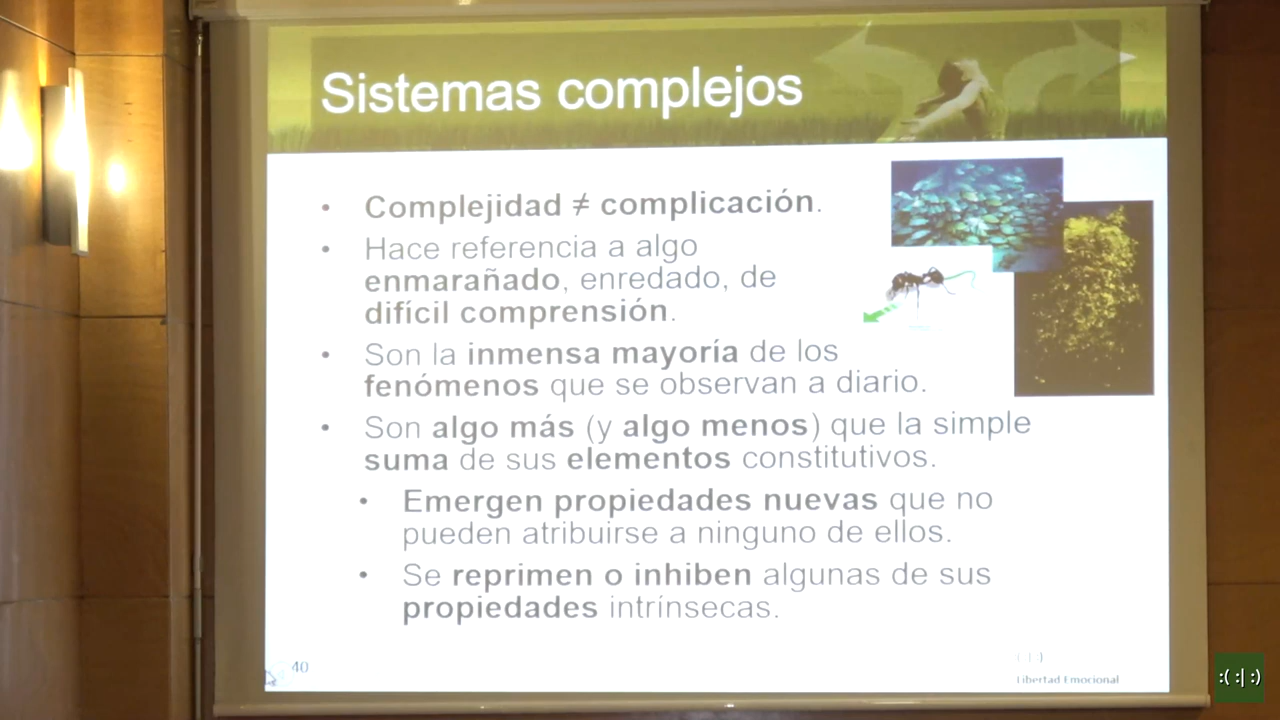 Sistemas complejos
• Complejidad ≠ complicación.
• Hace referencia a algo
enmarañado, enredado, de
difícil comprensión.
• Son la inmensa mayoría de los
fenómenos que se observan a diario.
• Son algo más (y algo menos) que la simple
suma de sus elementos constitutivos.
• Emergen propiedades nuevas que no
pueden atribuirse a ninguno de ellos.
• Se reprimen o inhiben algunas de sus
propiedades intrínsecas.
40
Libertad Emocional
:( :| :)